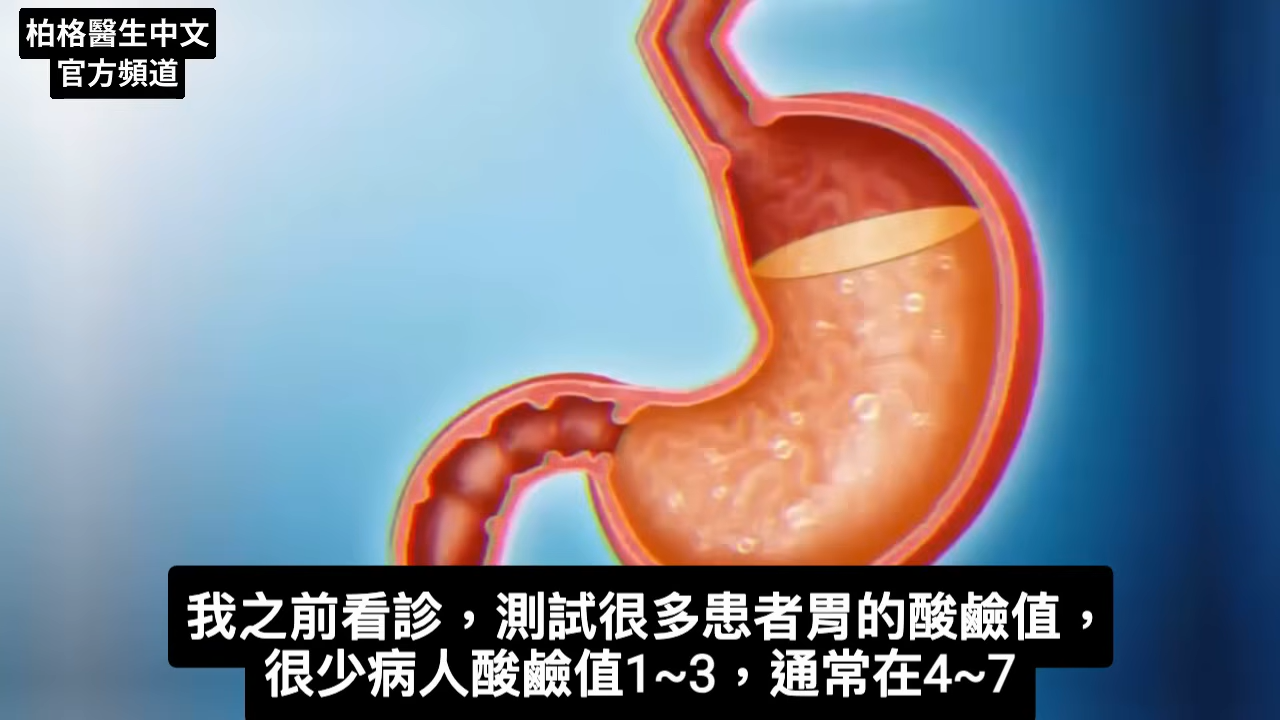 柏格醫生中文
官方頻道
我之前看診，測試很多患者胃的酸鹼值，
很少病人酸鹼值1~3，通常在4~7